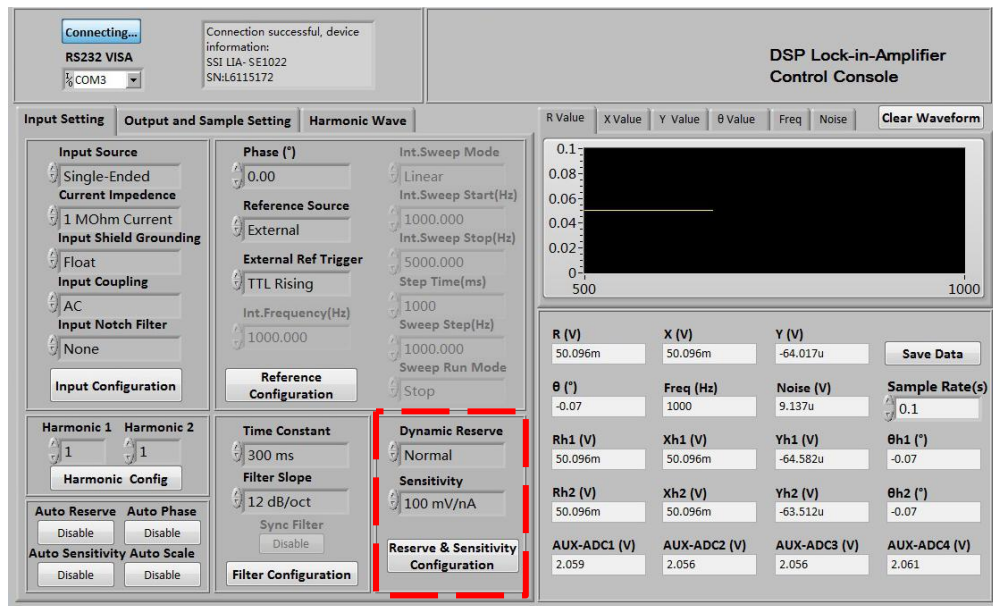 Connecting...
RS232 VISA
COM3
Connection successful, device
information:
SSI LIA- SE1022
SN:L6115172
DSP Lock-in-Amplifier
Control Console
Input Setting
Output and Sample Setting
Harmonic Wave
Input Source
Single-Ended
Current Impedence
1 MOhm Current
Input Shield Grounding
Float
Input Coupling
AC
Input Notch Filter
None
Input Configuration
Phase (°)
0.00
Reference Source
External
External Ref Trigger
TTL Rising
Int.Frequency(Hz)
1000.000
Reference
Configuration
Int.Sweep Mode
Linear
Int.Sweep Start(Hz)
1000.000
Int.Sweep Stop(Hz)
5000.000
Step Time(ms)
1000
Sweep Step(Hz)
1000.000
Sweep Run Mode
Stop
Harmonic 1 Harmonic 2
1 1
Harmonic Config
Auto Reserve Auto Phase
Disable Disable
Auto Sensitivity Auto Scale
Disable Disable
Time Constant
300 ms
Filter Slope
12 dB/oct
Sync Filter
Disable
Filter Configuration
Dynamic Reserve
Normal
Sensitivity
100 mV/nA
Reserve & Sensitivity
Configuration
R Value X Value Y Value θ Value Freq Noise Clear Waveform
0.1
0.08
0.06
0.04
0.02
0
500 1000
R (V) X (V) Y (V)
50.096m 50.096m -64.017u Save Data
θ (°) Freq (Hz) Noise (V) Sample Rate(s)
-0.07 1000 9.137u 0.1
Rh1 (V) Xh1 (V) Yh1 (V) θh1 (°)
50.096m 50.096m -64.582u -0.07
Rh2 (V) Xh2 (V) Yh2 (V) θh2 (°)
50.096m 50.096m -63.512u -0.07
AUX-ADC1 (V) AUX-ADC2 (V) AUX-ADC3 (V) AUX-ADC4 (V)
2.059 2.056 2.056 2.061